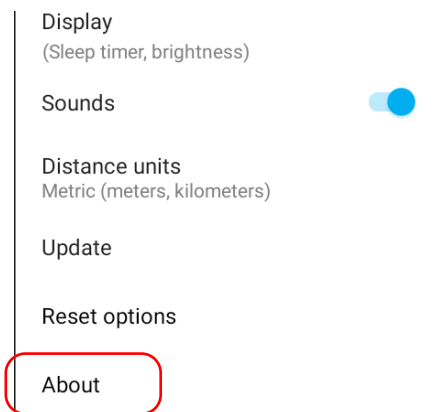 Display
(Sleep timer, brightness)
Sounds
Distance units
Metric (meters, kilometers)
Update
Reset options
About